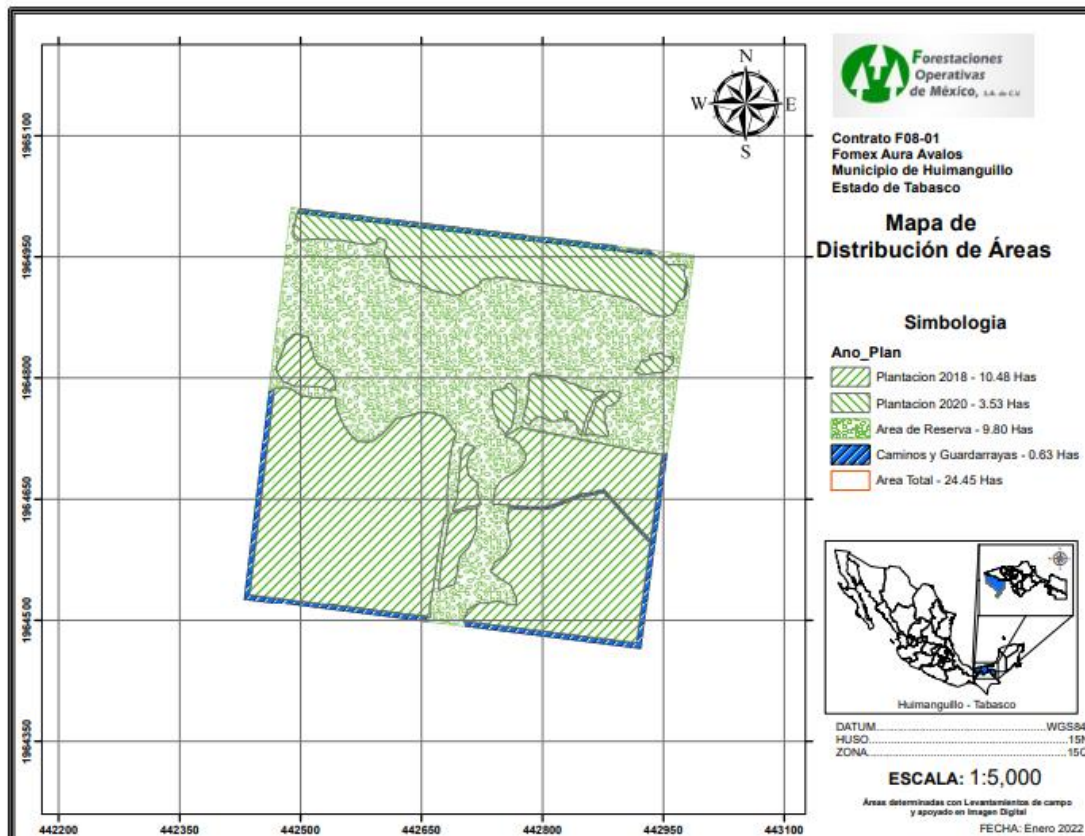 N
W
E
S
Forestaciones
Operativas
de México, S.A. de C.V.
Contrato F08-01
Fomex Aura Avalos
Municipio de Huimanguillo
Estado de Tabasco
Mapa de
Distribución de Áreas
Simbologia
Ano_Plan
Plantacion 2018 - 10.48 Has
Plantacion 2020 - 3.53 Has
Area de Reserva - 9.80 Has
Caminos y Guardarrayas - 0.63 Has
Area Total - 24.45 Has
Huimanguillo - Tabasco
DATUM WGS84
HUSO 15N
ZONA 15Q
ESCALA: 1:5,000
Áreas determinadas con Levantamientos de campo
y apoyado en Imagen Digital
FECHA: Enero 2022
1965100
1964950
1964800
1964650
1964500
1964350
442200
442350
442500
442650
442800
442950
443100